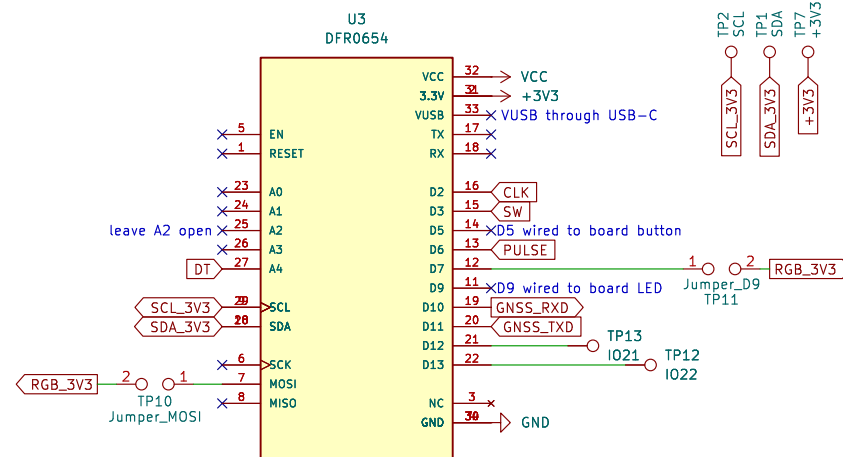 U3
DFR0654
TP2
SCL
TP1
SDA
TP7
+3V3
SCL_3V3
SDA_3V3
+3V3
VCC 32 VCC
3.3V +3V3
VUSB 33 VUSB through USB-C
5 EN TX 17
1 RESET RX 18
23 A0 D2 16 CLK
24 A1 D3 15 SW
leave A2 open 25 A2 D5 14 D5 wired to board button
26 A3 D6 13 PULSE
DT 27 A4 D7 12 1 2 RGB_3V3
Jumper_D9
TP11
D9 11 D9 wired to board LED
SCL_3V3 SCL D10 19 GNSS_RXD
SDA_3V3 SDA D11 20 GNSS_TXD
D12 21 TP13
IO21
6 SCK D13 22 TP12
IO22
RGB_3V3 2 1 7 MOSI
TP10
Jumper_MOSI
8 MISO NC 3
GND GND